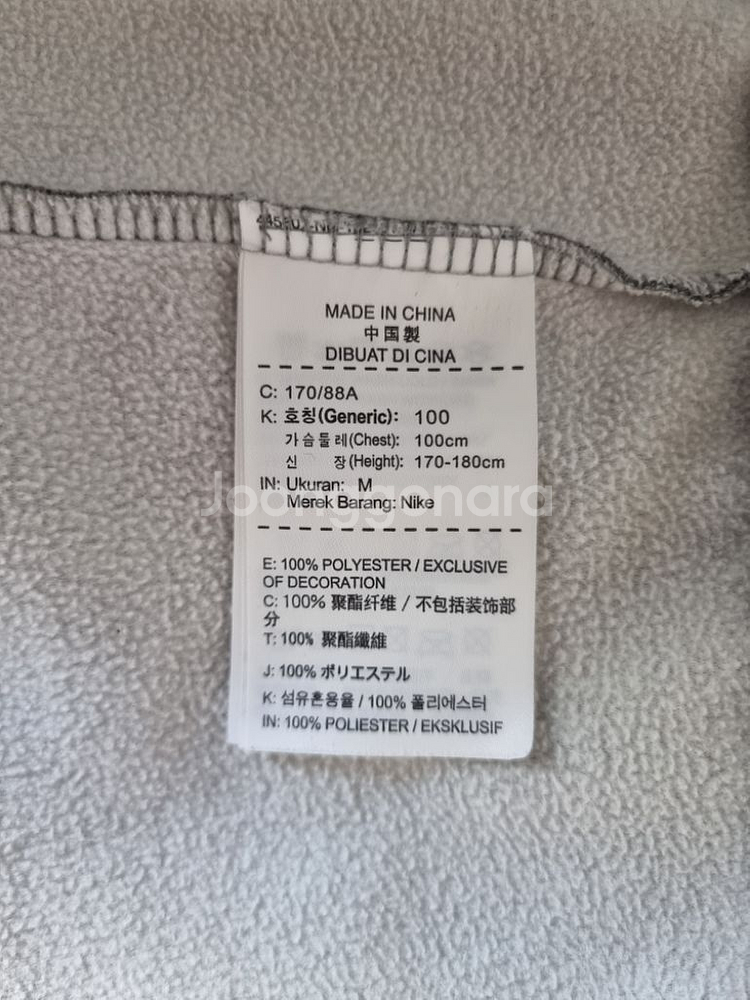 MADE IN CHINA
中国製
DIBUAT DI CINA
C: 170/88A
K: 호칭(Generic): 100
가슴둘레(Chest): 100cm
신 장(Height): 170-180cm
IN: Ukuran: M
Joonggonara
Merek Barang: Nike
E: 100% POLYESTER / EXCLUSIVE
OF DECORATION
C: 100% 聚酯纤维 / 不包括装饰部
分
T: 100% 聚酯纖維
J: 100% ポリエステル
K: 섬유혼용율 / 100% 폴리에스터
IN: 100% POLIESTER / EKSKLUSIF